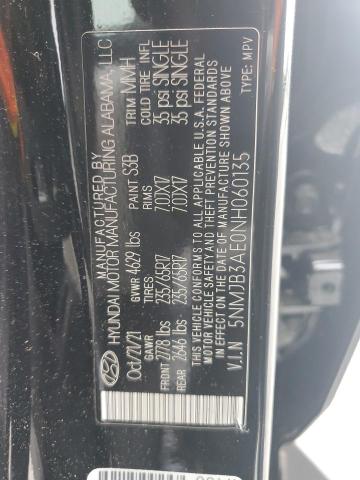 MANUFACTURED BY
HYUNDAI MOTOR MANUFACTURING ALABAMA, LLC
Oct/21/21 PAINT S3B TRIM MMH
GVWR 4629 lbs
GAWR TIRES RIMS COLD TIRE INFL
FRONT 2778 lbs 235/65R17 7.0JX17 35 psi SINGLE
REAR 2646 lbs 235/65R17 7.0JX17 35 psi SINGLE
THIS VEHICLE CONFORMS TO ALL APPLICABLE U.S.A. FEDERAL
MOTOR VEHICLE SAFETY AND THEFT PREVENTION STANDARDS
IN EFFECT ON THE DATE OF MANUFACTURE SHOWN ABOVE
V.I.N 5NMJB3AE0NH060135 TYPE: MPV